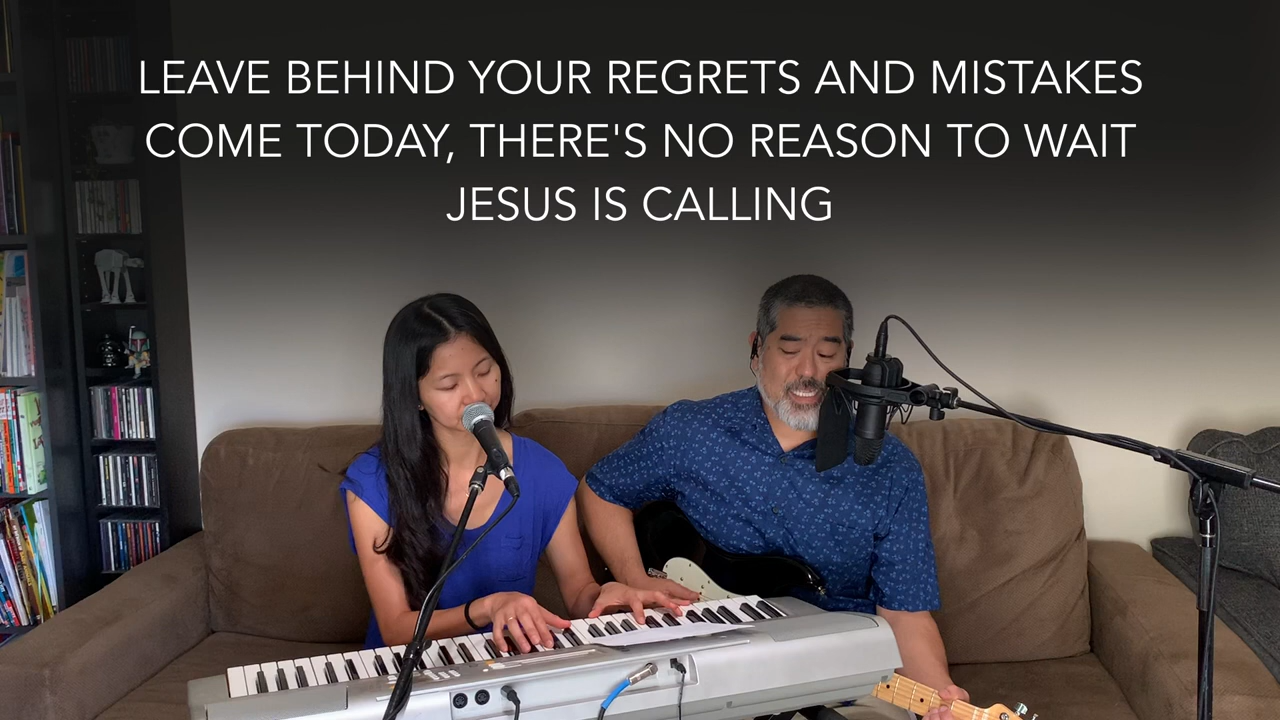 LEAVE BEHIND YOUR REGRETS AND MISTAKES
COME TODAY, THERE'S NO REASON TO WAIT
JESUS IS CALLING